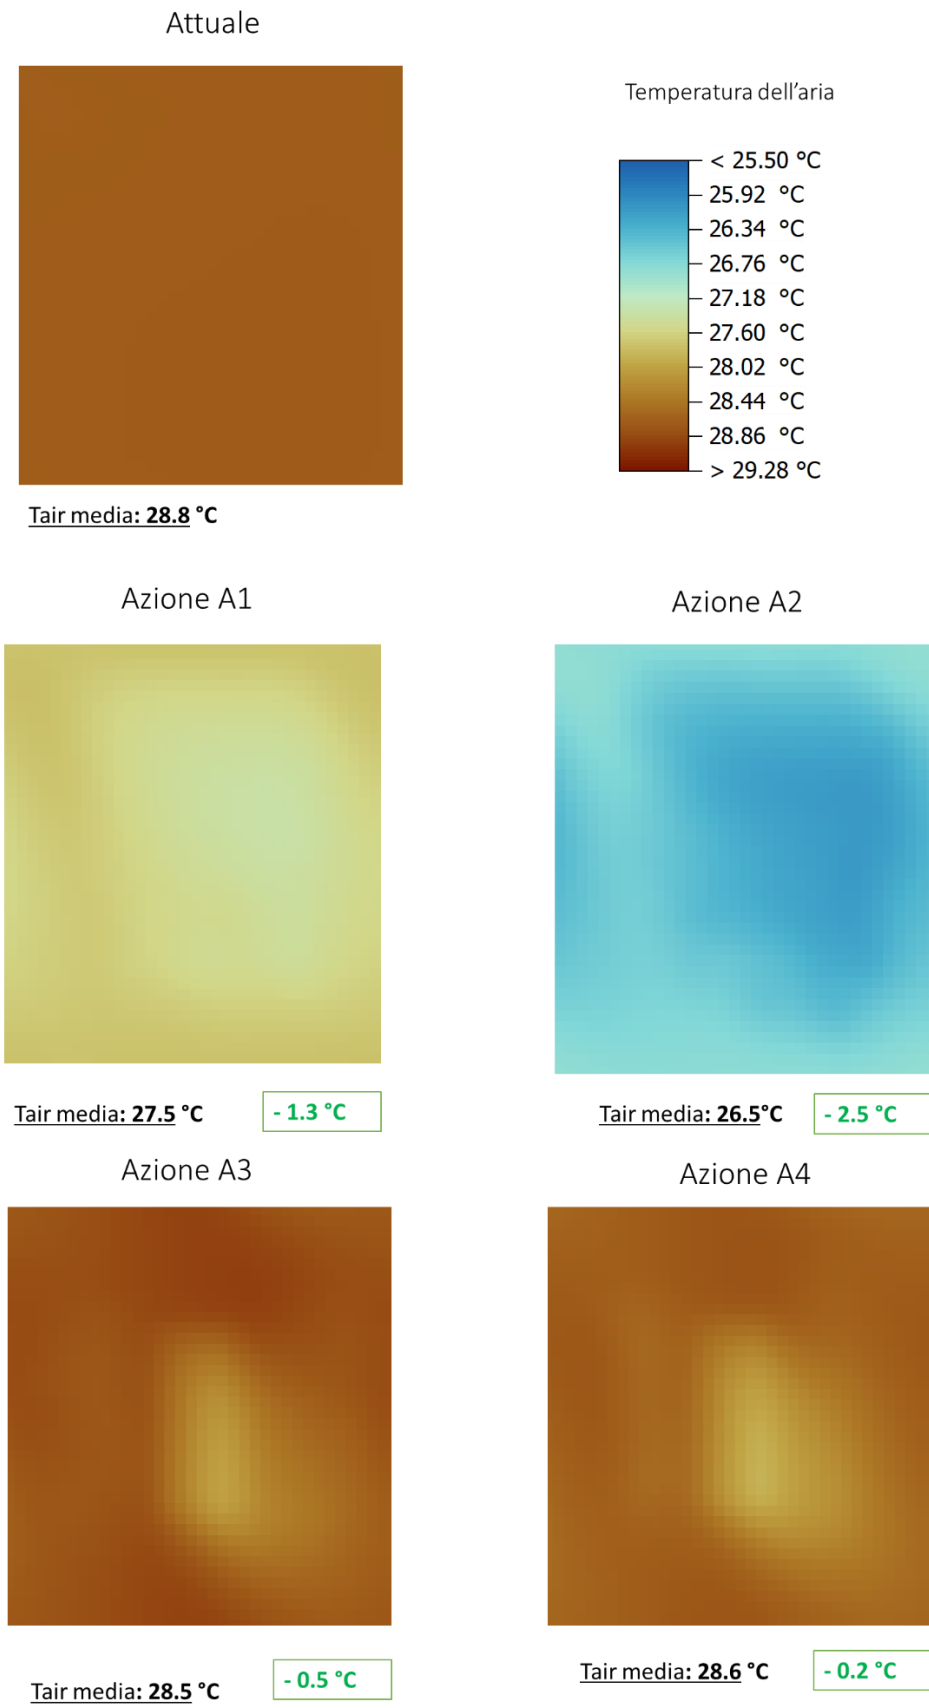 Attuale
Temperatura dell'aria
< 25.50 °C
25.92 °C
26.34 °C
26.76 °C
27.18 °C
27.60 °C
28.02 °C
28.44 °C
28.86 °C
> 29.28 °C
Tair media: 28.8 °C
Azione A1
Azione A2
Tair media: 27.5 °C
- 1.3 °C
Tair media: 26.5°C
- 2.5 °C
Azione A3
Azione A4
Tair media: 28.5 °C
- 0.5 °C
Tair media: 28.6 °C
- 0.2 °C